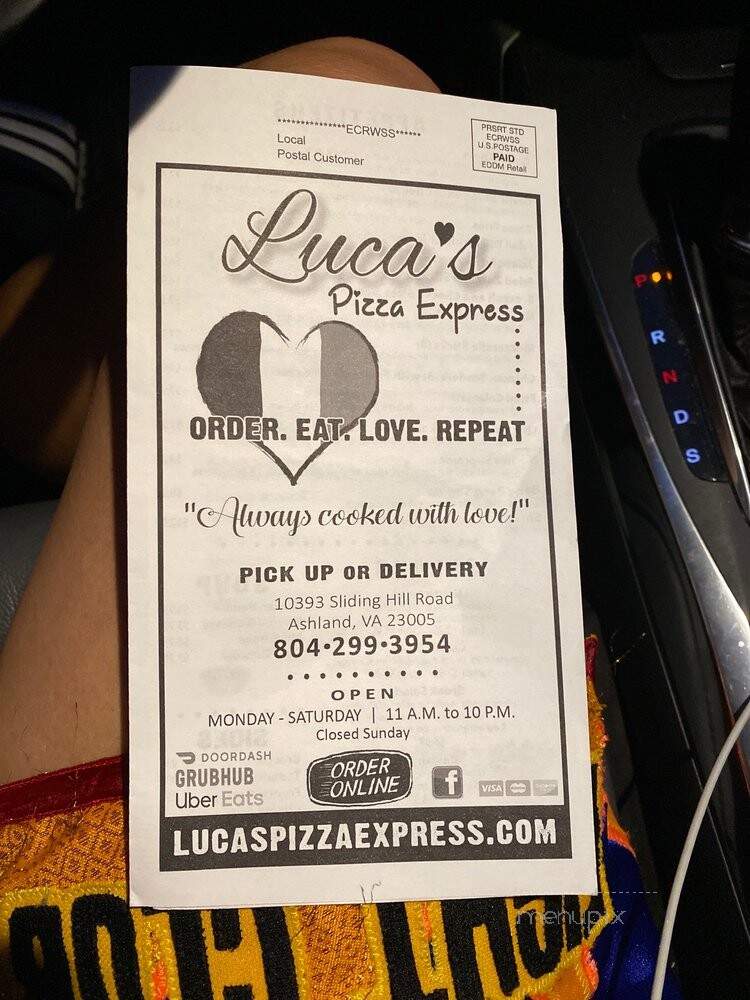 ***************ECRWSS******
Local
Postal Customer
PRSRT STD
ECRWSS
U.S.POSTAGE
PAID
EDDM Retail
Luca's
Pizza Express
ORDER. EAT. LOVE. REPEAT
"Always cooked with love!"
PICK UP OR DELIVERY
10393 Sliding Hill Road
Ashland, VA 23005
804•299•3954
OPEN
MONDAY - SATURDAY | 11 A.M. to 10 P.M.
Closed Sunday
DOORDASH
GRUBHUB
Uber Eats
ORDER
ONLINE
f
VISA
LUCASPIZZAEXPRESS.COM
P
R
N
D
S
menupix